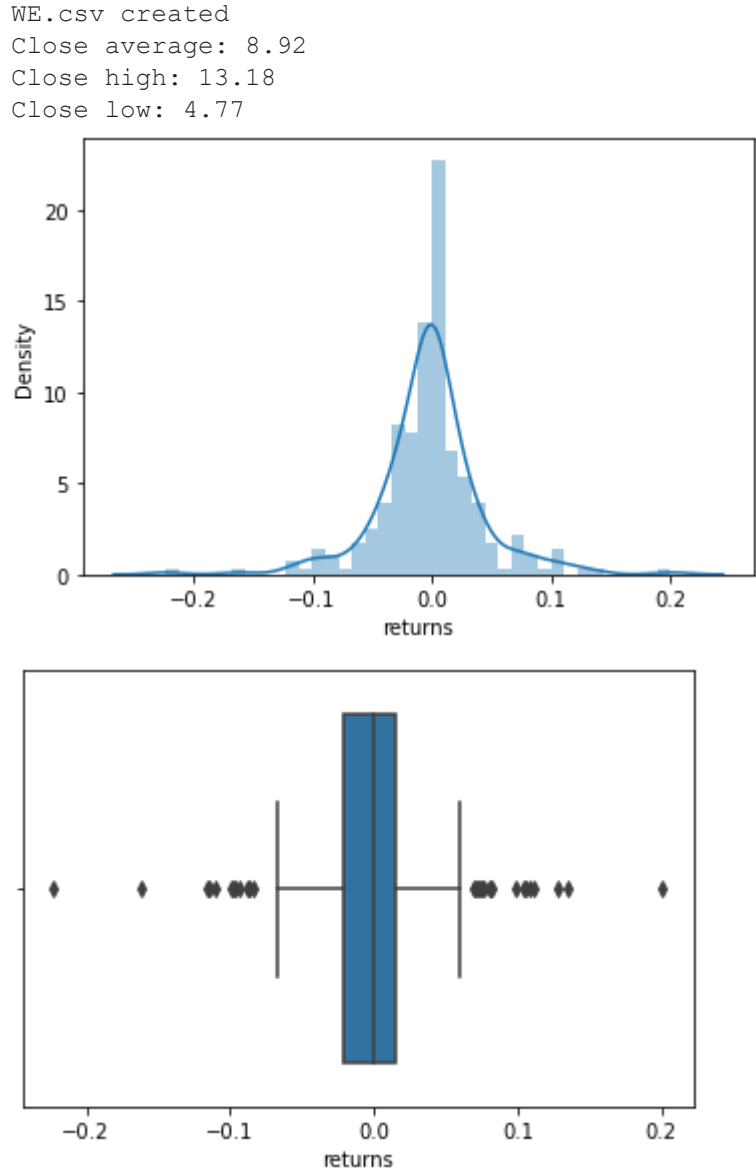 WE.csv created
Close average: 8.92
Close high: 13.18
Close low: 4.77
20
15
10
5
0
Density
−0.2 −0.1 0.0 0.1 0.2
returns
−0.2 −0.1 0.0 0.1 0.2
returns